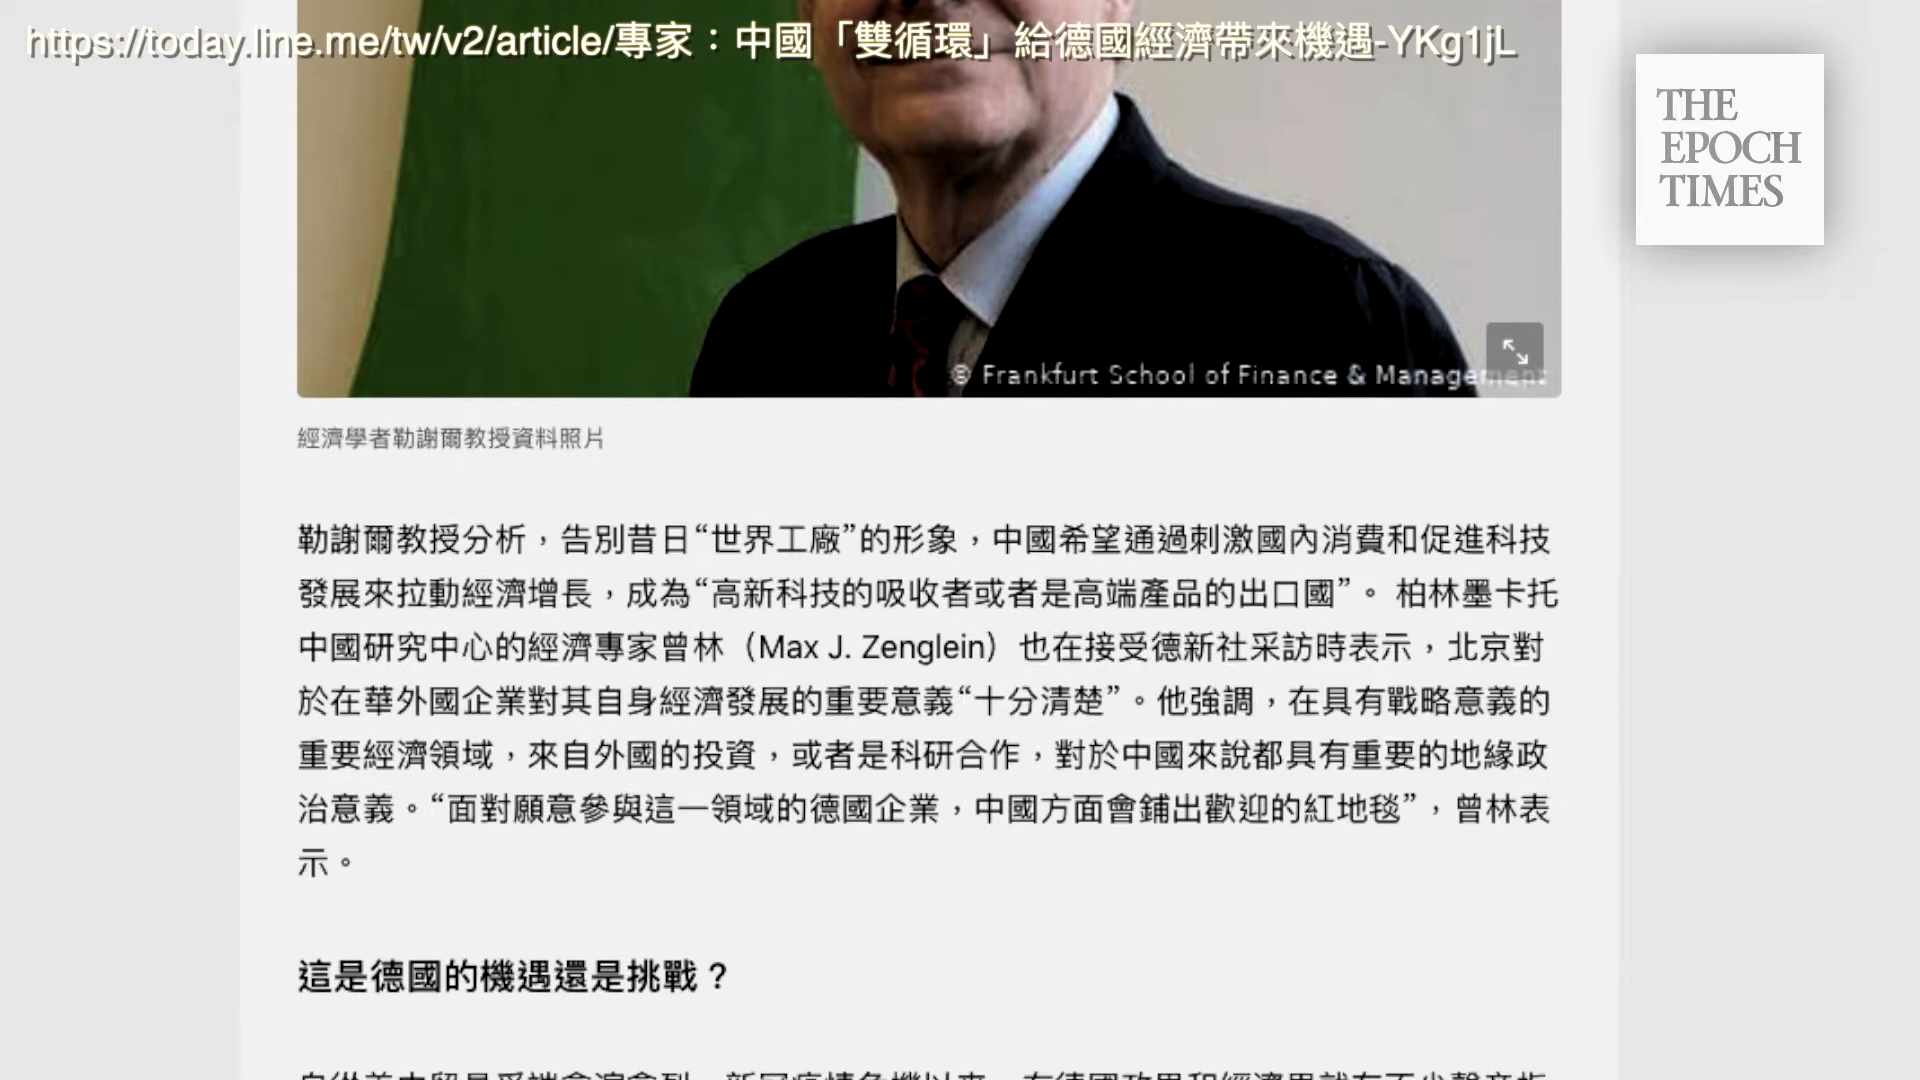 https://today.line.me/tw/v2/article/專家：中國「雙循環」給德國經濟帶來機遇-YKg1jL
THE
EPOCH
TIMES
© Frankfurt School of Finance & Management
經濟學者勒謝爾教授資料照片
勒謝爾教授分析，告別昔日“世界工廠”的形象，中國希望通過刺激國內消費和促進科技
發展來拉動經濟增長，成為“高新科技的吸收者或者是高端產品的出口國”。 柏林墨卡托
中國研究中心的經濟專家曾林（Max J. Zenglein）也在接受德新社采訪時表示，北京對
於在華外國企業對其自身經濟發展的重要意義“十分清楚”。他強調，在具有戰略意義的
重要經濟領域，來自外國的投資，或者是科研合作，對於中國來說都具有重要的地緣政
治意義。“面對願意參與這一領域的德國企業，中國方面會鋪出歡迎的紅地毯”，曾林表
示。
這是德國的機遇還是挑戰？